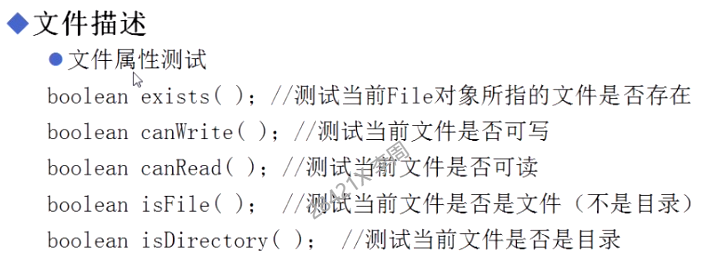 文件描述
文件属性测试
boolean exists( ); //测试当前File对象所指的文件是否存在
boolean canWrite( ); //测试当前文件是否可写
boolean canRead( ); //测试当前文件是否可读
boolean isFile( ); //测试当前文件是否是文件（不是目录）
boolean isDirectory( ); //测试当前文件是否是目录